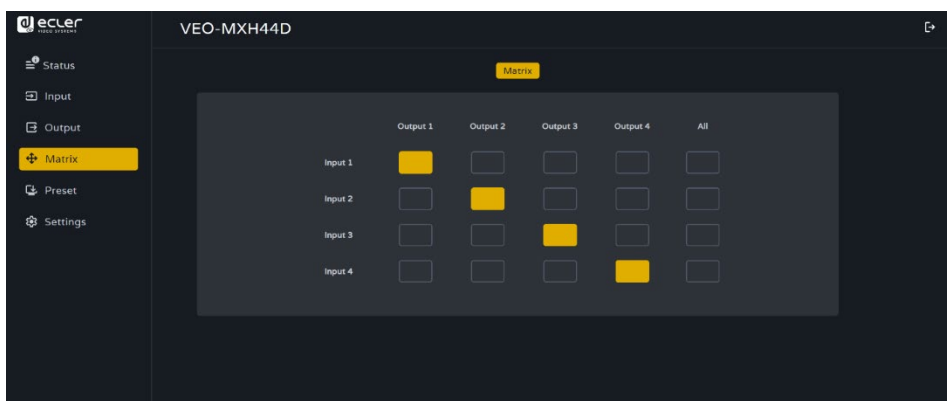 ecler
VIDEO SYSTEMS
VEO-MXH44D
Status
Input
Output
Matrix
Preset
Settings
Matrix
Output 1 Output 2 Output 3 Output 4 All
Input 1
Input 2
Input 3
Input 4